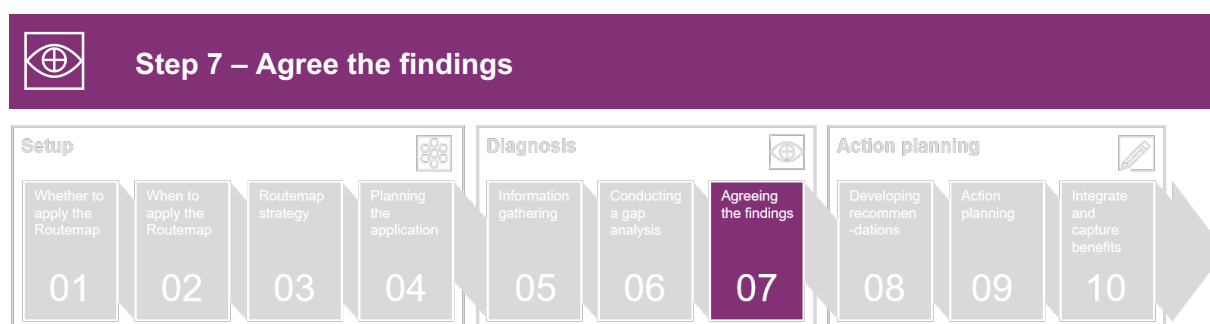 Step 7 – Agree the findings
Setup
Whether to
apply the
Routemap
01
When to
apply the
Routemap
02
Routemap
strategy
03
Planning
the
application
04
Diagnosis
Information
gathering
05
Conducting
a gap
analysis
06
Agreeing
the findings
07
Action planning
Developing
recommen
-dations
08
Action
planning
09
Integrate
and
capture
benefits
10